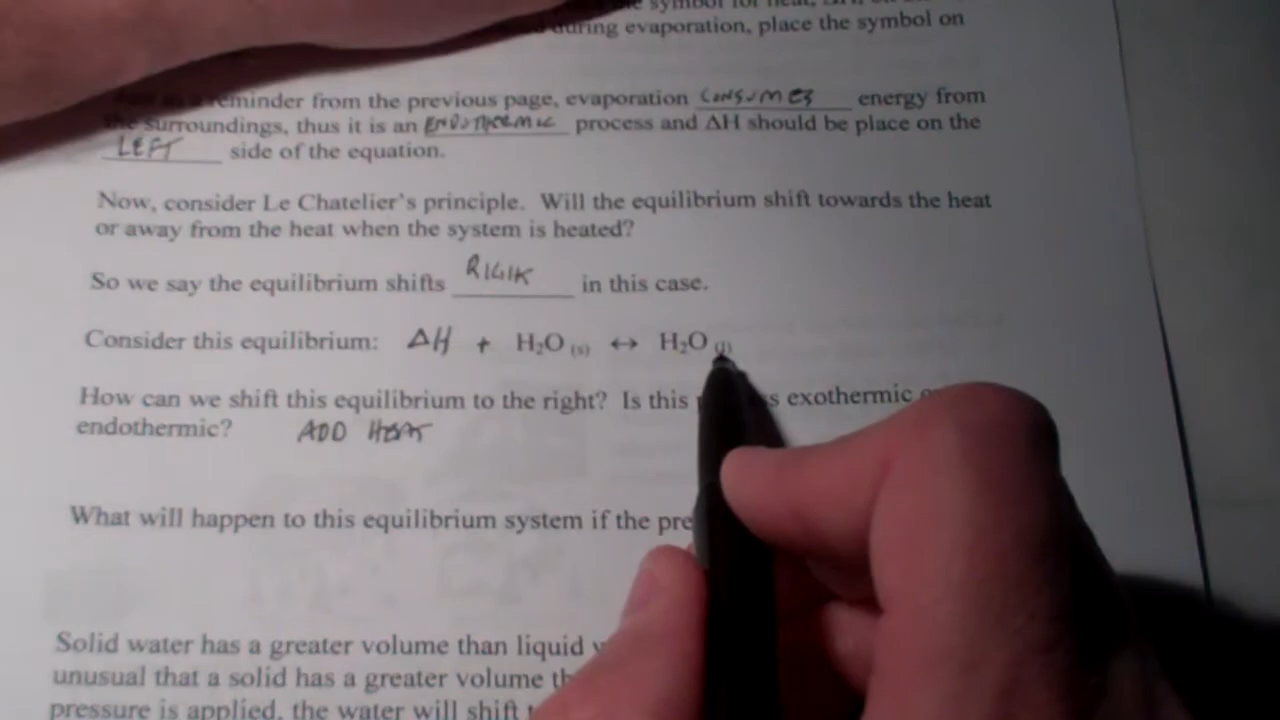 symbol for heat,
during evaporation, place the symbol on
reminder from the previous page, evaporation CONSUMES energy from
surroundings, thus it is an ENDOTHERMIC process and ΔH should be place on the
LEFT side of the equation.
Now, consider Le Chatelier's principle. Will the equilibrium shift towards the heat
or away from the heat when the system is heated?
So we say the equilibrium shifts in this case.
Consider this equilibrium: ΔH + H₂O (s) ↔ H₂O (l)
How can we shift this equilibrium to the right? Is this exothermic
endothermic? ADD HEAT
What will happen to this equilibrium system if the
Solid water has a greater volume than liquid
unusual that a solid has a greater volume
pressure is applied, the water will shift